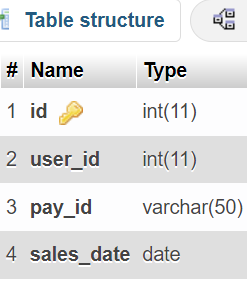 Table structure
# Name Type
1 id int(11)
2 user_id int(11)
3 pay_id varchar(50)
4 sales_date date